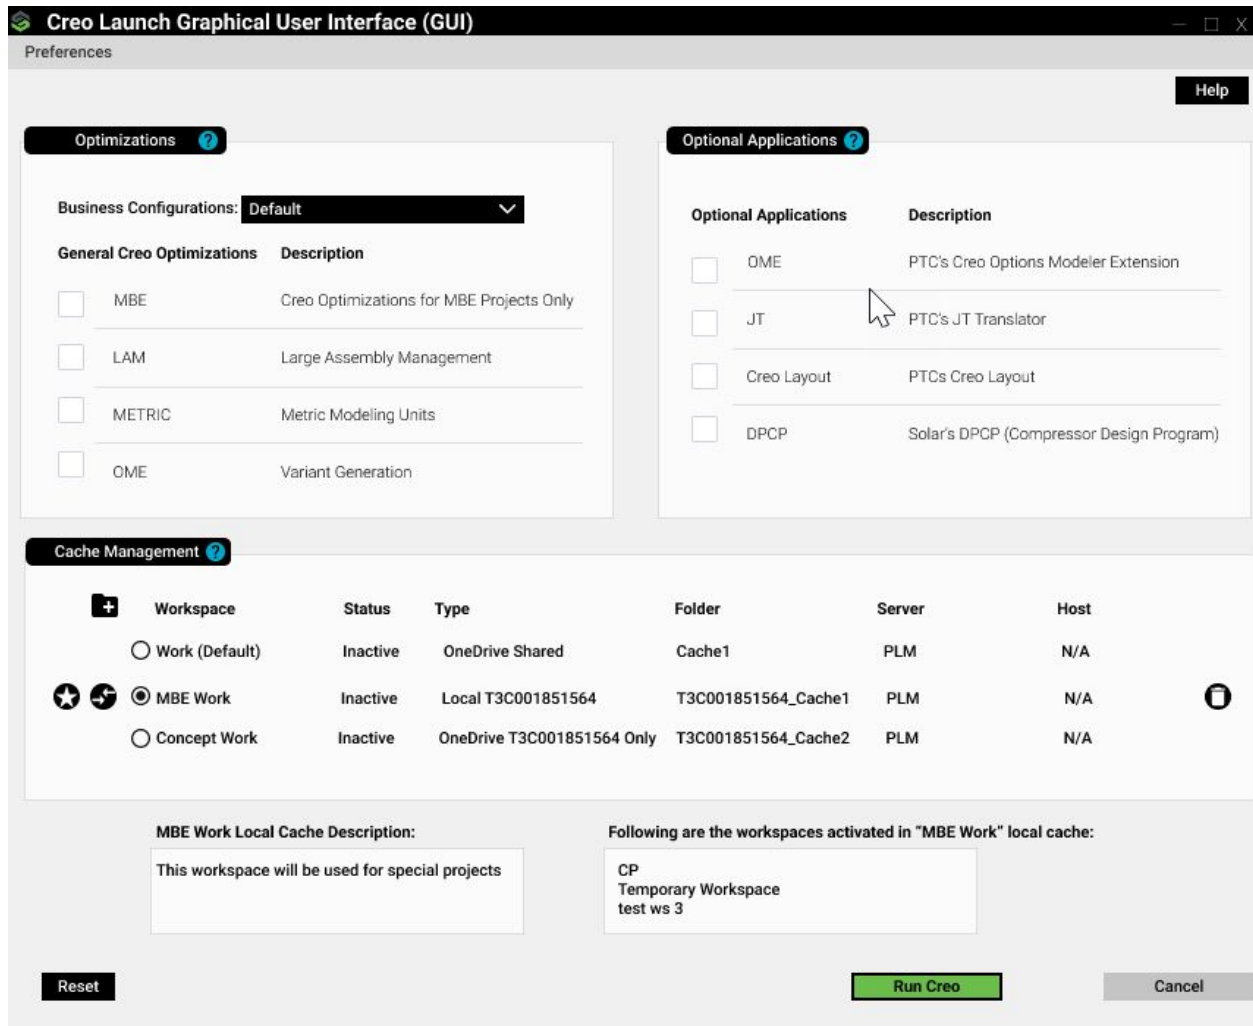 Creo Launch Graphical User Interface (GUI)
Preferences
Help
Optimizations ?
Business Configurations: Default
General Creo Optimizations Description
MBE Creo Optimizations for MBE Projects Only
LAM Large Assembly Management
METRIC Metric Modeling Units
OME Variant Generation
Optional Applications ?
Optional Applications Description
OME PTC's Creo Options Modeler Extension
JT PTC's JT Translator
Creo Layout PTCs Creo Layout
DPCP Solar's DPCP (Compressor Design Program)
Cache Management ?
Workspace Status Type Folder Server Host
Work (Default) Inactive OneDrive Shared Cache1 PLM N/A
MBE Work Inactive Local T3C001851564 T3C001851564_Cache1 PLM N/A
Concept Work Inactive OneDrive T3C001851564 Only T3C001851564_Cache2 PLM N/A
MBE Work Local Cache Description:
This workspace will be used for special projects
Following are the workspaces activated in “MBE Work” local cache:
CP
Temporary Workspace
test ws 3
Reset
Run Creo
Cancel